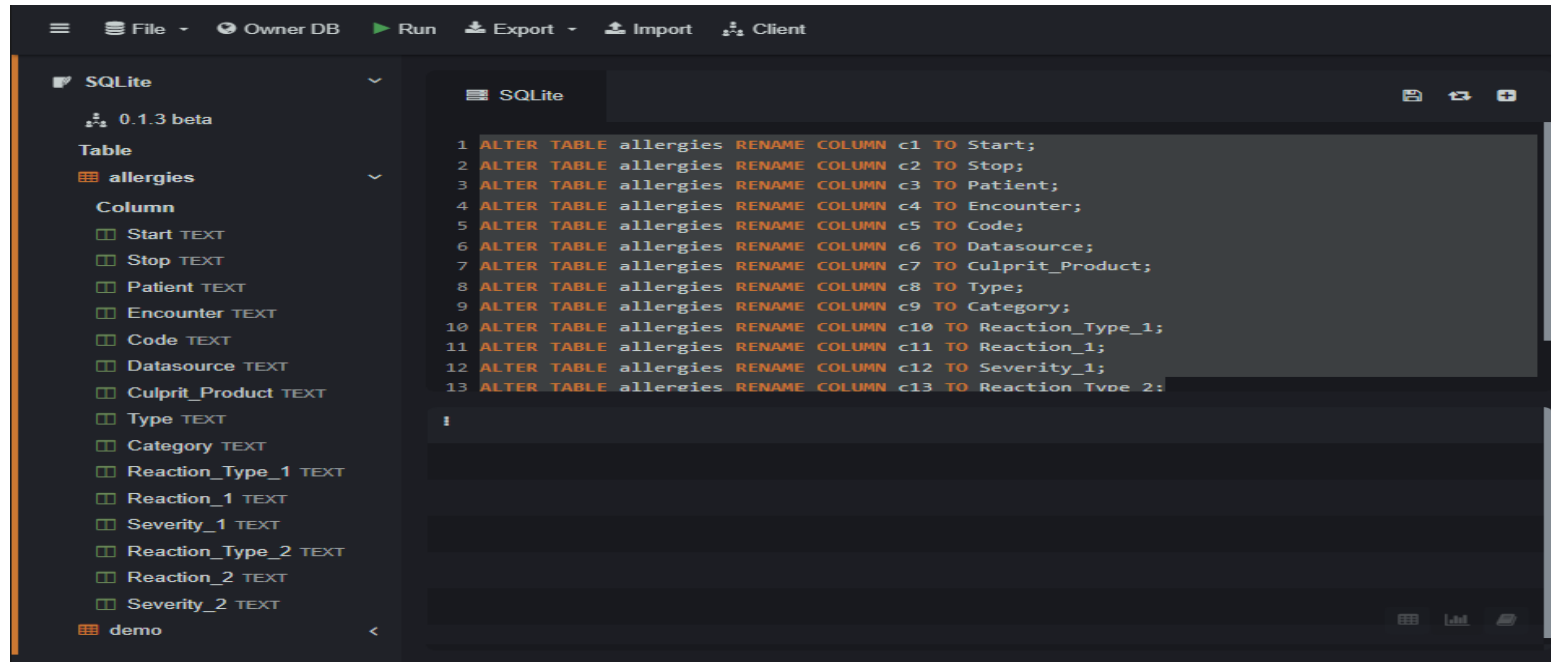 File Owner DB Run Export Import Client
SQLite
0.1.3 beta
Table
allergies
Column
Start TEXT
Stop TEXT
Patient TEXT
Encounter TEXT
Code TEXT
Datasource TEXT
Culprit_Product TEXT
Type TEXT
Category TEXT
Reaction_Type_1 TEXT
Reaction_1 TEXT
Severity_1 TEXT
Reaction_Type_2 TEXT
Reaction_2 TEXT
Severity_2 TEXT
demo
SQLite
1 ALTER TABLE allergies RENAME COLUMN c1 TO Start;
2 ALTER TABLE allergies RENAME COLUMN c2 TO Stop;
3 ALTER TABLE allergies RENAME COLUMN c3 TO Patient;
4 ALTER TABLE allergies RENAME COLUMN c4 TO Encounter;
5 ALTER TABLE allergies RENAME COLUMN c5 TO Code;
6 ALTER TABLE allergies RENAME COLUMN c6 TO Datasource;
7 ALTER TABLE allergies RENAME COLUMN c7 TO Culprit_Product;
8 ALTER TABLE allergies RENAME COLUMN c8 TO Type;
9 ALTER TABLE allergies RENAME COLUMN c9 TO Category;
10 ALTER TABLE allergies RENAME COLUMN c10 TO Reaction_Type_1;
11 ALTER TABLE allergies RENAME COLUMN c11 TO Reaction_1;
12 ALTER TABLE allergies RENAME COLUMN c12 TO Severity_1;
13 ALTER TABLE allergies RENAME COLUMN c13 TO Reaction_Type_2;